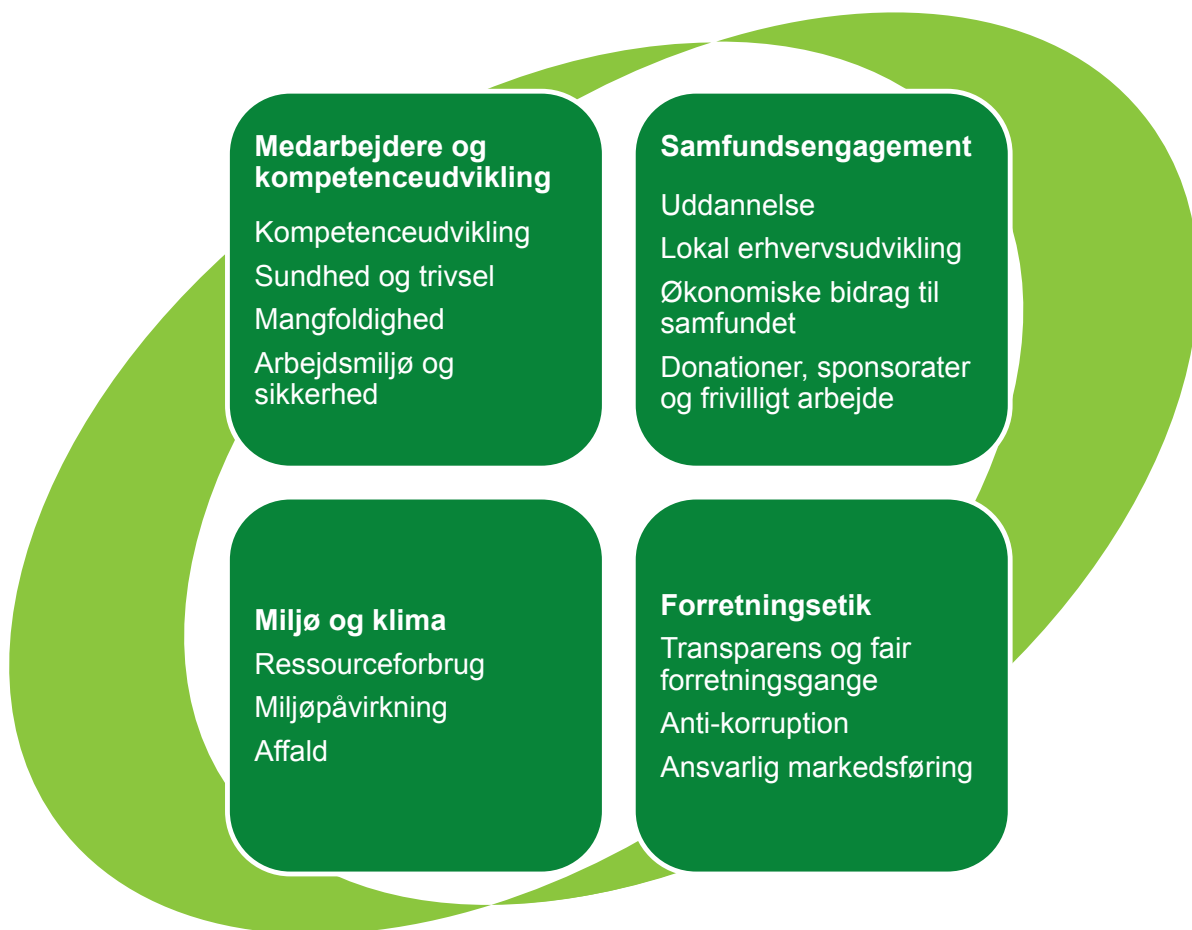 Medarbejdere og
kompetenceudvikling
Kompetenceudvikling
Sundhed og trivsel
Mangfoldighed
Arbejdsmiljø og
sikkerhed
Samfundsengagement
Uddannelse
Lokal erhvervsudvikling
Økonomiske bidrag til
samfundet
Donationer, sponsorater
og frivilligt arbejde
Miljø og klima
Ressourceforbrug
Miljøpåvirkning
Affald
Forretningsetik
Transparens og fair
forretningsgange
Anti-korruption
Ansvarlig markedsføring